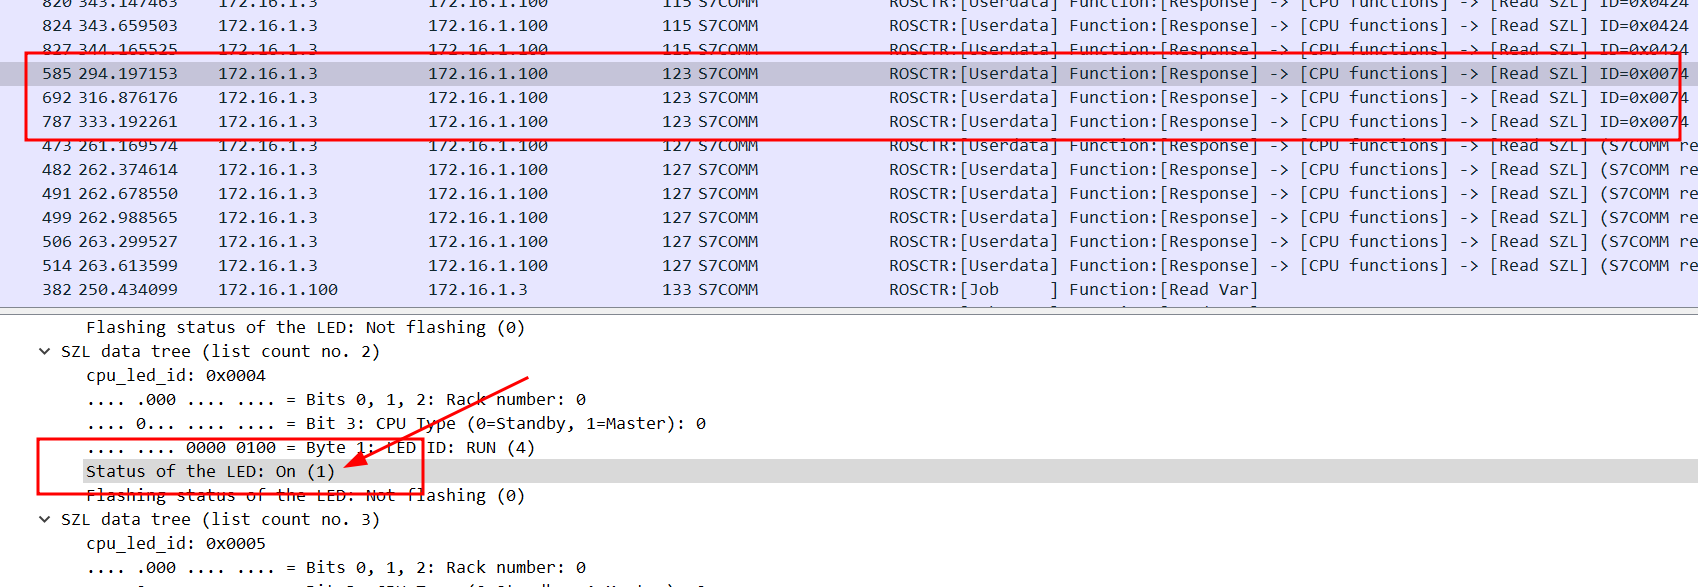 820 343.147463 172.16.1.3 172.16.1.100 115 S7COMM ROSCTR:[Userdata] Function:[Response] -> [CPU functions] -> [Read SZL] ID=0x0424
824 343.659503 172.16.1.3 172.16.1.100 115 S7COMM ROSCTR:[Userdata] Function:[Response] -> [CPU functions] -> [Read SZL] ID=0x0424
827 344.165525 172.16.1.3 172.16.1.100 115 S7COMM ROSCTR:[Userdata] Function:[Response] -> [CPU functions] -> [Read SZL] ID=0x0424
585 294.197153 172.16.1.3 172.16.1.100 123 S7COMM ROSCTR:[Userdata] Function:[Response] -> [CPU functions] -> [Read SZL] ID=0x0074
692 316.876176 172.16.1.3 172.16.1.100 123 S7COMM ROSCTR:[Userdata] Function:[Response] -> [CPU functions] -> [Read SZL] ID=0x0074
787 333.192261 172.16.1.3 172.16.1.100 123 S7COMM ROSCTR:[Userdata] Function:[Response] -> [CPU functions] -> [Read SZL] ID=0x0074
473 261.169574 172.16.1.3 172.16.1.100 127 S7COMM ROSCTR:[Userdata] Function:[Response] -> [CPU functions] -> [Read SZL] (S7COMM re
482 262.374614 172.16.1.3 172.16.1.100 127 S7COMM ROSCTR:[Userdata] Function:[Response] -> [CPU functions] -> [Read SZL] (S7COMM re
491 262.678550 172.16.1.3 172.16.1.100 127 S7COMM ROSCTR:[Userdata] Function:[Response] -> [CPU functions] -> [Read SZL] (S7COMM re
499 262.988565 172.16.1.3 172.16.1.100 127 S7COMM ROSCTR:[Userdata] Function:[Response] -> [CPU functions] -> [Read SZL] (S7COMM re
506 263.299527 172.16.1.3 172.16.1.100 127 S7COMM ROSCTR:[Userdata] Function:[Response] -> [CPU functions] -> [Read SZL] (S7COMM re
514 263.613599 172.16.1.3 172.16.1.100 127 S7COMM ROSCTR:[Userdata] Function:[Response] -> [CPU functions] -> [Read SZL] (S7COMM re
382 250.434099 172.16.1.100 172.16.1.3 133 S7COMM ROSCTR:[Job ] Function:[Read Var]
Flashing status of the LED: Not flashing (0)
SZL data tree (list count no. 2)
cpu_led_id: 0x0004
.... .000 .... .... = Bits 0, 1, 2: Rack number: 0
.... 0... .... .... = Bit 3: CPU Type (0=Standby, 1=Master): 0
.... .... 0000 0100 = Byte 1: LED ID: RUN (4)
Status of the LED: On (1)
Flashing status of the LED: Not flashing (0)
SZL data tree (list count no. 3)
cpu_led_id: 0x0005
.... .000 .... .... = Bits 0, 1, 2: Rack number: 0